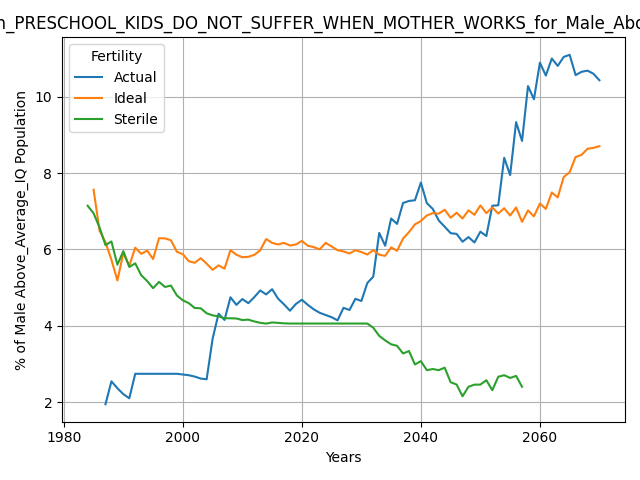 n_PRESCHOOL_KIDS_DO_NOT_SUFFER_WHEN_MOTHER_WORKS_for_Male_Abo
Fertility
Actual
Ideal
Sterile
% of Male Above_Average_IQ Population
10
8
6
4
2
1980 2000 2020 2040 2060
Years